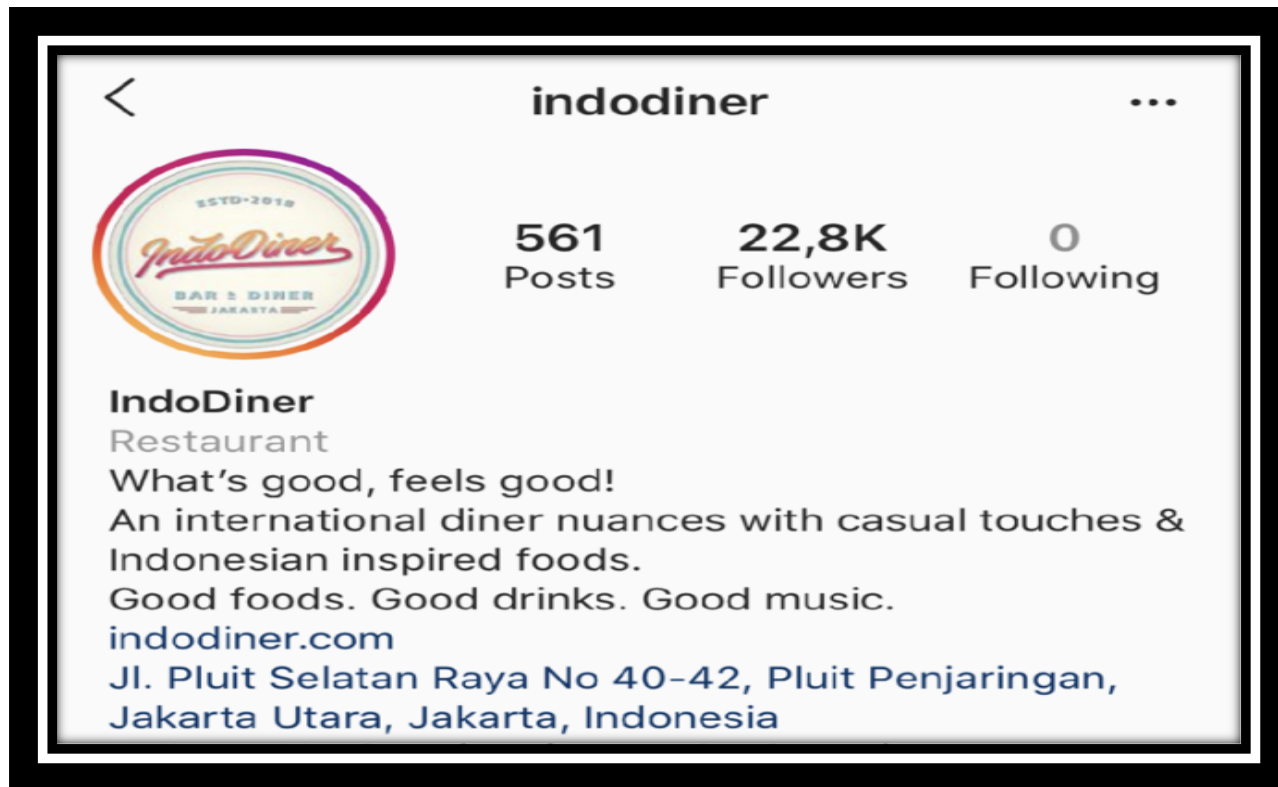 indodiner
ESTD•2018
IndoDiner
BAR & DINER
JAKARTA
561
Posts
22,8K
Followers
0
Following
IndoDiner
Restaurant
What's good, feels good!
An international diner nuances with casual touches &
Indonesian inspired foods.
Good foods. Good drinks. Good music.
indodiner.com
Jl. Pluit Selatan Raya No 40-42, Pluit Penjaringan,
Jakarta Utara, Jakarta, Indonesia